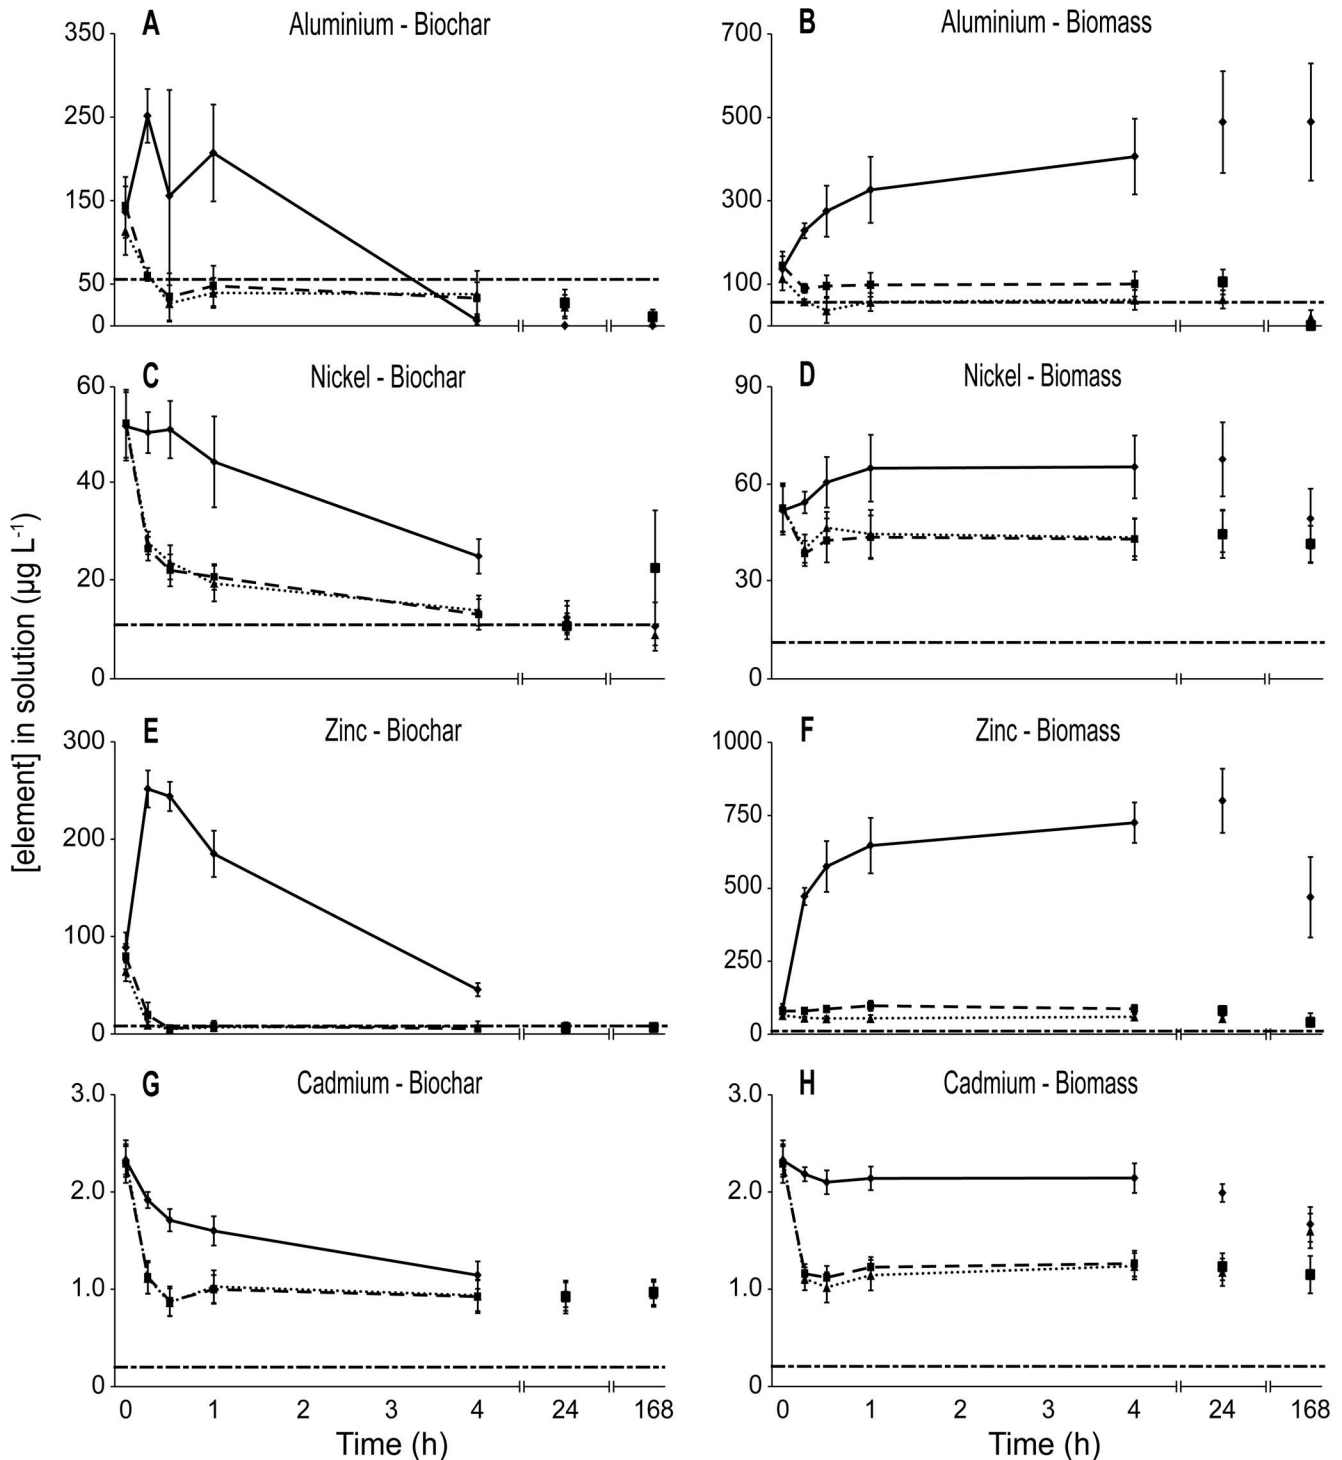 A Aluminium - Biochar
350
250
150
50
0
B Aluminium - Biomass
700
500
300
100
0
C Nickel - Biochar
60
40
20
0
D Nickel - Biomass
90
60
30
0
[element] in solution (µg L-1)
E Zinc - Biochar
300
200
100
0
F Zinc - Biomass
1000
750
500
250
0
G Cadmium - Biochar
3.0
2.0
1.0
0
0 1 2 3 4 24 168
Time (h)
H Cadmium - Biomass
3.0
2.0
1.0
0
0 1 2 3 4 24 168
Time (h)